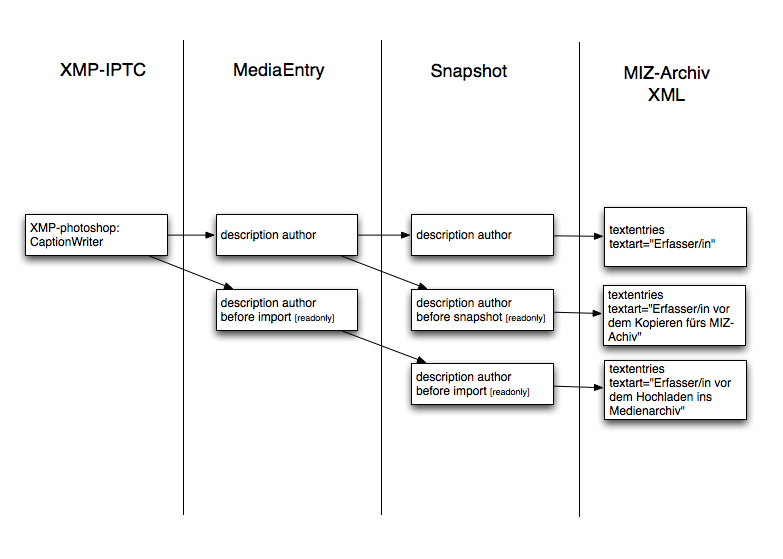 XMP-IPTC
MediaEntry
Snapshot
MIZ-Archiv
XML
XMP-photoshop:
CaptionWriter
description author
description author
textentries
textart="Erfasser/in"
description author
before import [readonly]
description author
before snapshot [readonly]
textentries
textart="Erfasser/in vor
dem Kopieren fürs MIZ-
Achiv"
description author
before import [readonly]
textentries
textart="Erfasser/in vor
dem Hochladen ins
Medienarchiv"